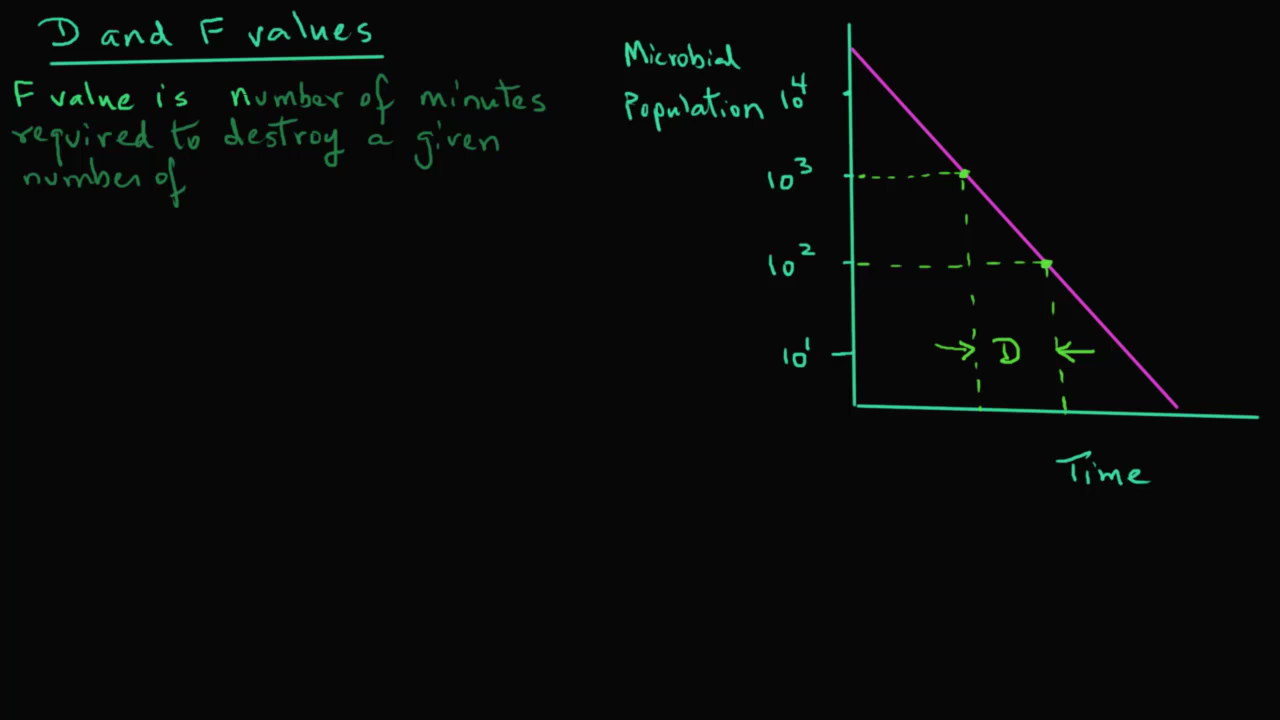 D and F values
F value is number of minutes
required to destroy a given
number of
Microbial
Population
10⁴
10³
10²
10¹
D
Time